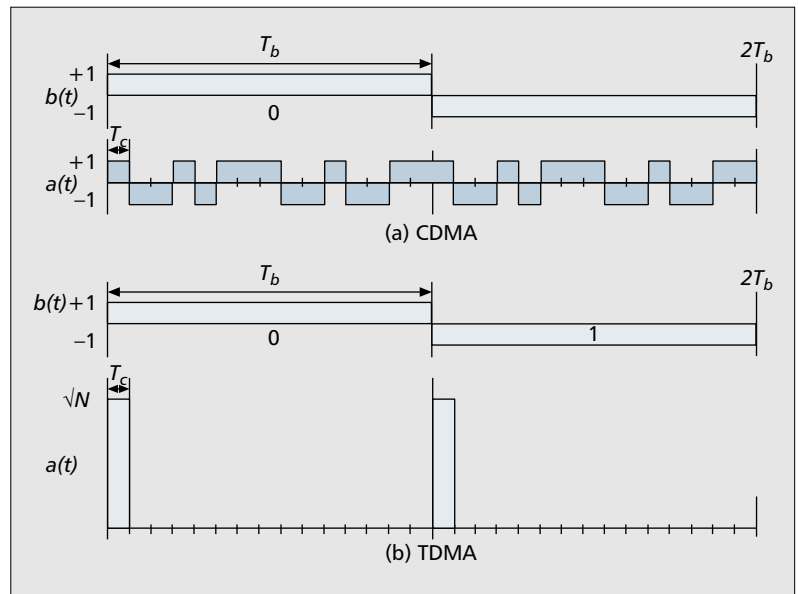 T_b
2T_b
+1
b(t)
−1
0
T_c
+1
a(t)
−1
(a) CDMA
T_b
2T_b
b(t) +1
−1
0
1
T_c
√N
a(t)
(b) TDMA